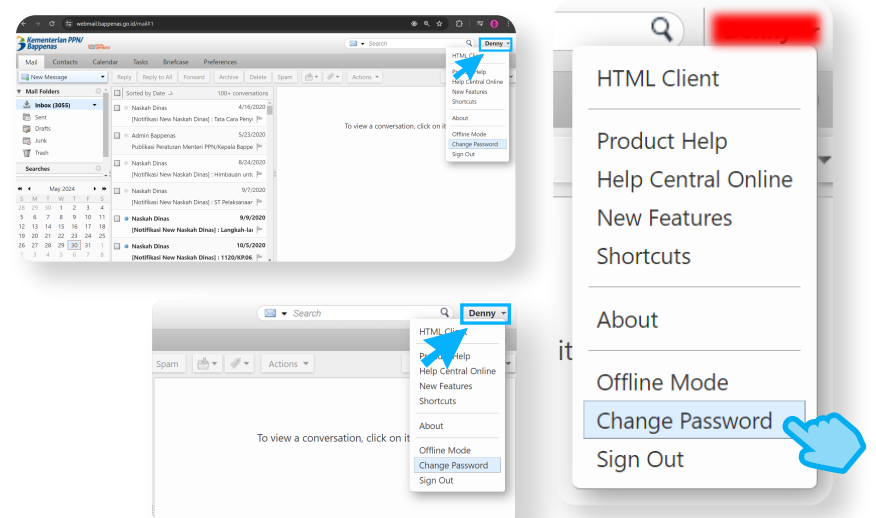 webmail.bappenas.go.id/mail#1
Kementerian PPN/
Bappenas
Search
Denny
Mail Contacts Calendar Tasks Briefcase Preferences
New Message
Reply Reply to All Forward Archive Delete Spam Actions
Mail Folders
Inbox (3055)
Sent
Drafts
Junk
Trash
Searches
May 2024
S M T W T F S
28 29 30 1 2 3 4
5 6 7 8 9 10 11
12 13 14 15 16 17 18
19 20 21 22 23 24 25
26 27 28 29 30 31 1
2 3 4 5 6 7 8
Sorted by Date 100+ conversations
Naskah Dinas 4/16/2020
[Notifikasi New Naskah Dinas] : Tata Cara Penyi
Admin Bappenas 5/23/2020
Publikasi Peraturan Menteri PPN/Kepala Bappe
Naskah Dinas 8/24/2020
[Notifikasi New Naskah Dinas] : Himbauan untu
Naskah Dinas 9/7/2020
[Notifikasi New Naskah Dinas] : ST Pelaksanaar
Naskah Dinas 9/9/2020
[Notifikasi New Naskah Dinas] : Langkah-lai
Naskah Dinas 10/5/2020
[Notifikasi New Naskah Dinas] : 1120/KP.06.
To view a conversation, click on it
HTML Client
Product Help
Help Central Online
New Features
Shortcuts
About
Offline Mode
Change Password
Sign Out
Search
Denny
Spam Actions
To view a conversation, click on it
HTML Client
Product Help
Help Central Online
New Features
Shortcuts
About
Offline Mode
Change Password
Sign Out
HTML Client
Product Help
Help Central Online
New Features
Shortcuts
About
it
Offline Mode
Change Password
Sign Out